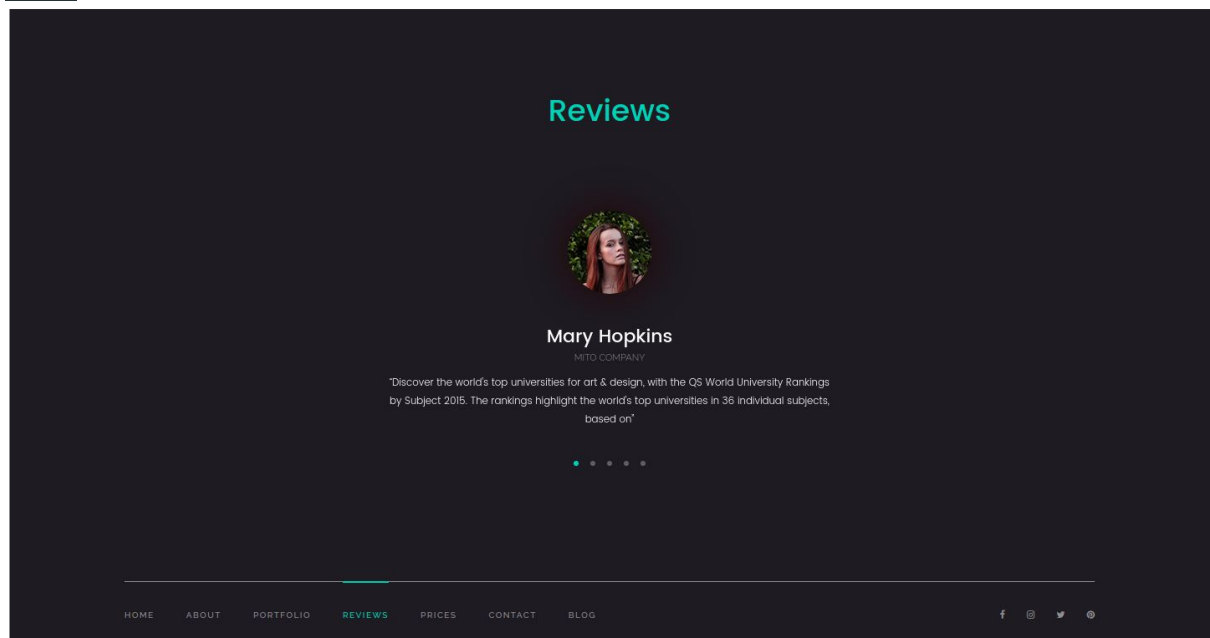 Reviews
Mary Hopkins
MITO COMPANY
"Discover the world's top universities for art & design, with the QS World University Rankings
by Subject 2015. The rankings highlight the world's top universities in 36 individual subjects,
based on"
HOME ABOUT PORTFOLIO REVIEWS PRICES CONTACT BLOG